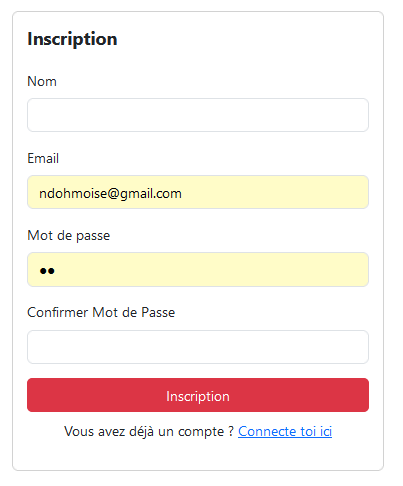 Inscription
Nom
Email
ndohmoise@gmail.com
Mot de passe
●●
Confirmer Mot de Passe
Inscription
Vous avez déjà un compte ? Connecte toi ici